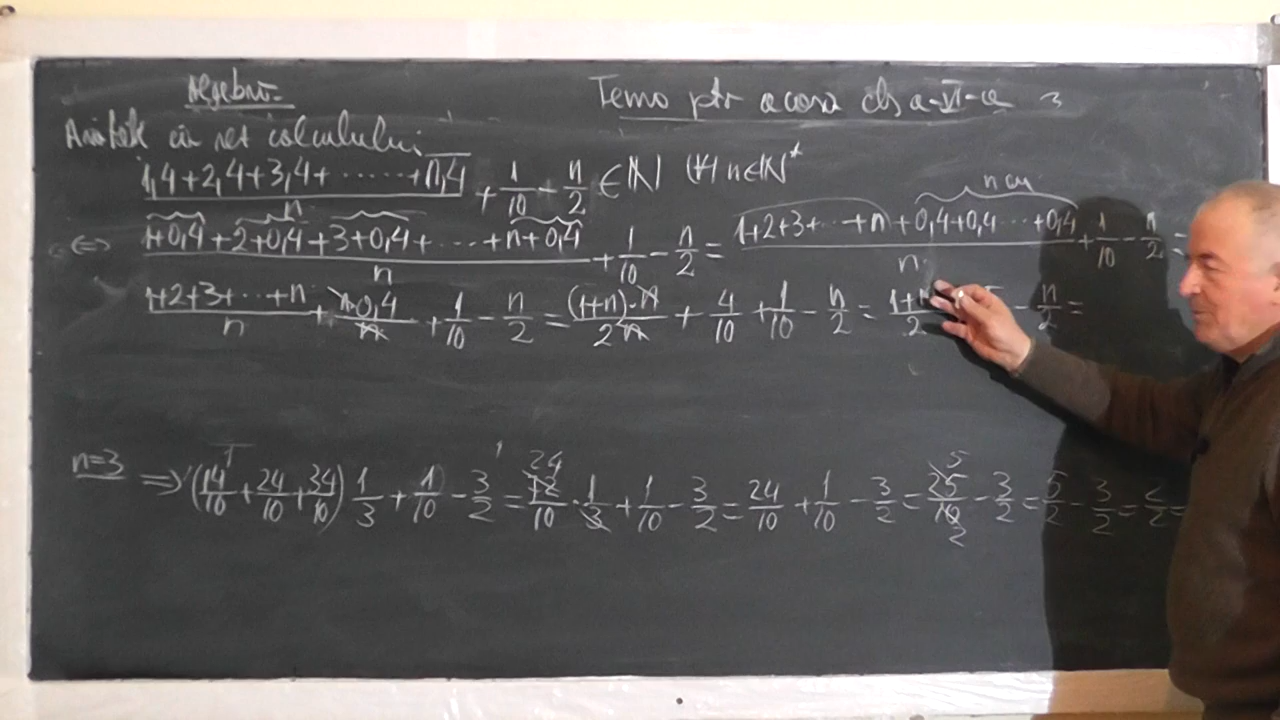 Algebră
Temă ptr acasă cls a-VI-a
Arătați că rez calculului:
(1,4+2,4+3,4+······+n,4)/n + 1/10 - n/2 ∈ ℕ (∀) n∈ℕ*
n ori
⇔ (1+0,4+2+0,4+3+0,4+···+n+0,4)/n + 1/10 - n/2 = (1+2+3+···+n+0,4+0,4···+0,4)/n + 1/10 - n/2 =
(1+2+3+···+n)/n + n·0,4/n + 1/10 - n/2 = (1+n)·n/2n + 4/10 + 1/10 - n/2 = - n/2 =
n=3 ⇒ (14/10+24/10+34/10) 1/3 + 1/10 - 3/2 = 72/10 · 1/3 + 1/10 - 3/2 = 24/10 + 1/10 - 3/2 = 25/10 - 3/2 = 5/2 - 3/2 = 2/2 =